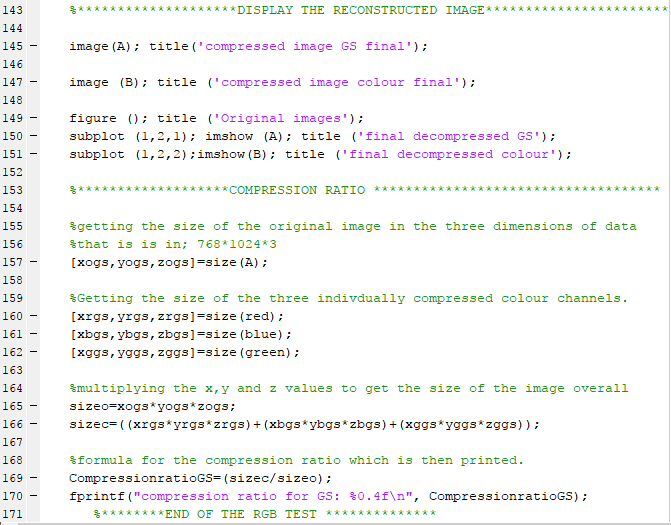 143 %********************DISPLAY THE RECONSTRUCTED IMAGE***********************
144
145 – image(A); title('compressed image GS final');
146
147 – image (B); title ('compressed image colour final');
148
149 – figure (); title ('Original images');
150 – subplot (1,2,1); imshow (A); title ('final decompressed GS');
151 – subplot (1,2,2);imshow(B); title ('final decompressed colour');
152
153 %*******************COMPRESSION RATIO ************************************
154
155 %getting the size of the original image in the three dimensions of data
156 %that is is in; 768*1024*3
157 – [xogs,yogs,zogs]=size(A);
158
159 %Getting the size of the three indivdually compressed colour channels.
160 – [xrgs,yrgs,zrgs]=size(red);
161 – [xbgs,ybgs,zbgs]=size(blue);
162 – [xggs,yggs,zggs]=size(green);
163
164 %multiplying the x,y and z values to get the size of the image overall
165 – sizeo=xogs*yogs*zogs;
166 – sizec=((xrgs*yrgs*zrgs)+(xbgs*ybgs*zbgs)+(xggs*yggs*zggs));
167
168 %formula for the compression ratio which is then printed.
169 – CompressionratioGS=(sizec/sizeo);
170 – fprintf("compression ratio for GS: %0.4f\n", CompressionratioGS);
171 %********END OF THE RGB TEST **************